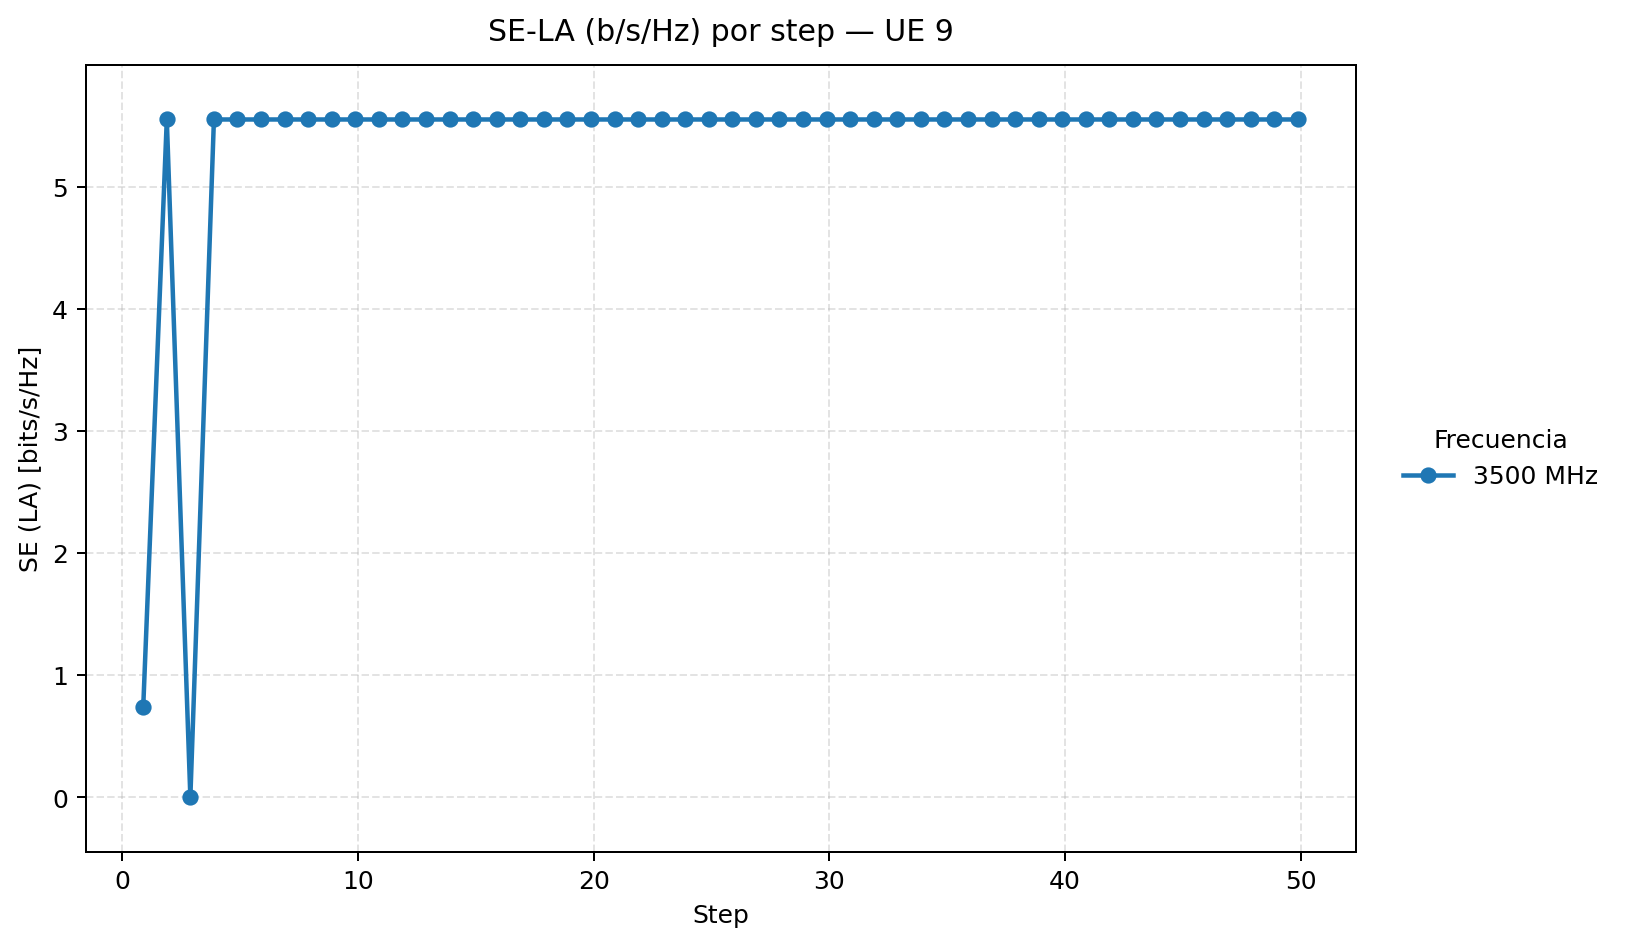 SE-LA (b/s/Hz) por step — UE 9
SE (LA) [bits/s/Hz]
5
4
3
2
1
0
0 10 20 30 40 50
Step
Frecuencia
3500 MHz